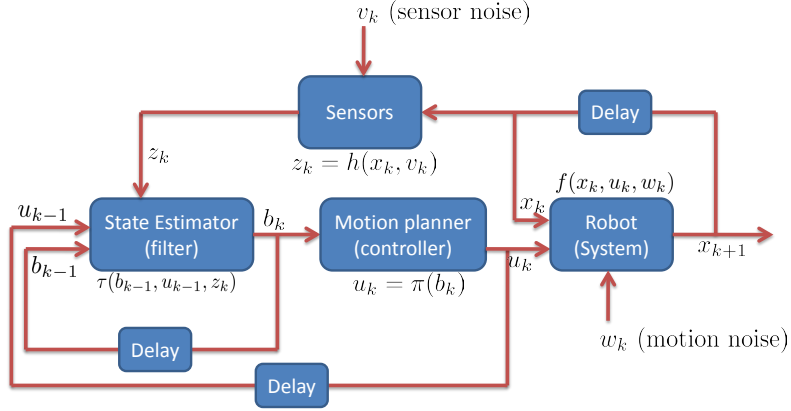 v_k (sensor noise)
Sensors
Delay
z_k
z_k = h(x_k, v_k)
f(x_k, u_k, w_k)
u_{k-1}
State Estimator
(filter)
b_k
Motion planner
(controller)
x_k
Robot
(System)
b_{k-1}
τ(b_{k-1}, u_{k-1}, z_k)
u_k = π(b_k)
u_k
x_{k+1}
w_k (motion noise)
Delay
Delay